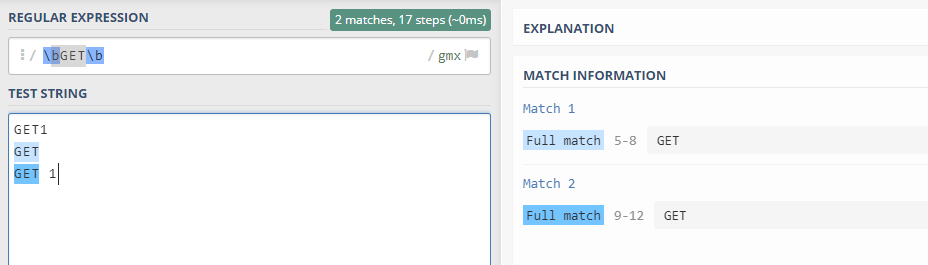 REGULAR EXPRESSION
2 matches, 17 steps (~0ms)
/ \bGET\b
/ gmx
TEST STRING
GET1
GET
GET 1
EXPLANATION
MATCH INFORMATION
Match 1
Full match 5-8 GET
Match 2
Full match 9-12 GET